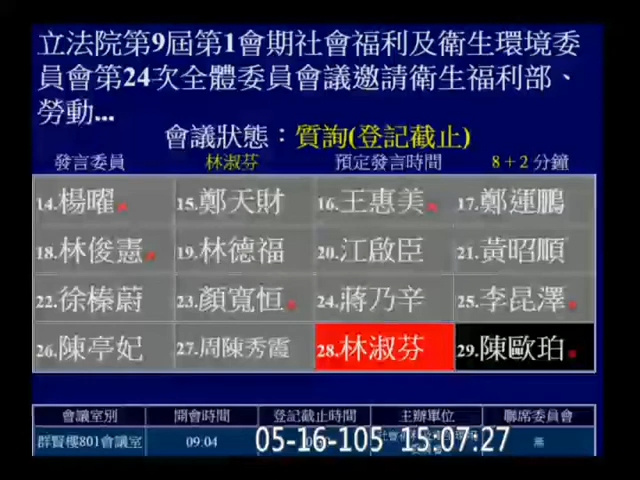 立法院第9屆第1會期社會福利及衛生環境委
員會第24次全體委員會議邀請衛生福利部、
勞動...
會議狀態：質詢(登記截止)
發言委員 林淑芬 預定發言時間 8+2 分鐘
14.楊曜 15.鄭天財 16.王惠美 17.鄭運鵬
18.林俊憲 19.林德福 20.江啟臣 21.黃昭順
22.徐榛蔚 23.顏寬恒 24.蔣乃辛 25.李昆澤
26.陳亭妃 27.周陳秀霞 28.林淑芬 29.陳歐珀
會議室別 開會時間 登記截止時間 主辦單位 聯席委員會
群賢樓801會議室 09:04 無
05-16-105 15:07:27